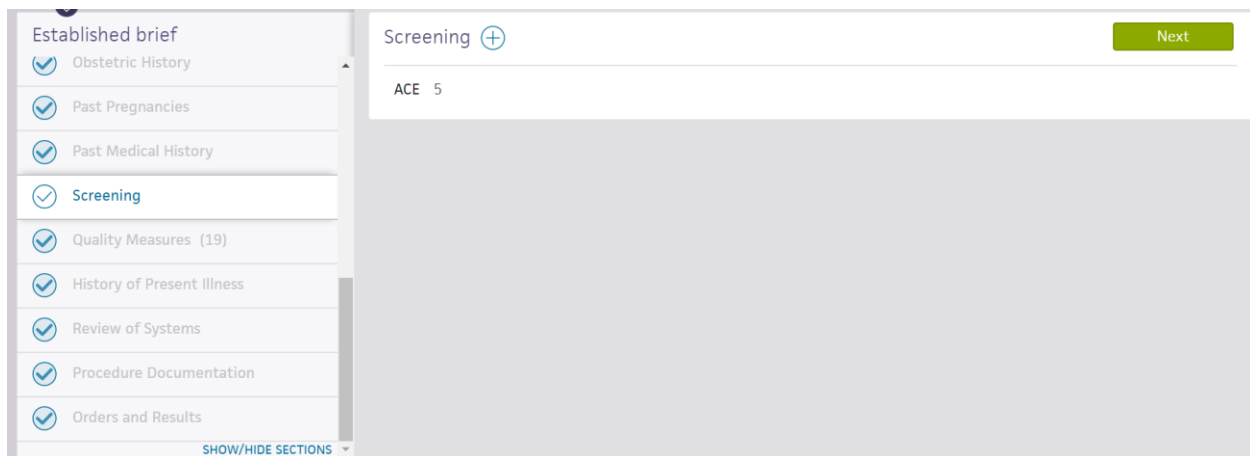 Established brief
Obstetric History
Past Pregnancies
Past Medical History
Screening
Quality Measures (19)
History of Present Illness
Review of Systems
Procedure Documentation
Orders and Results
SHOW/HIDE SECTIONS
Screening
Next
ACE 5